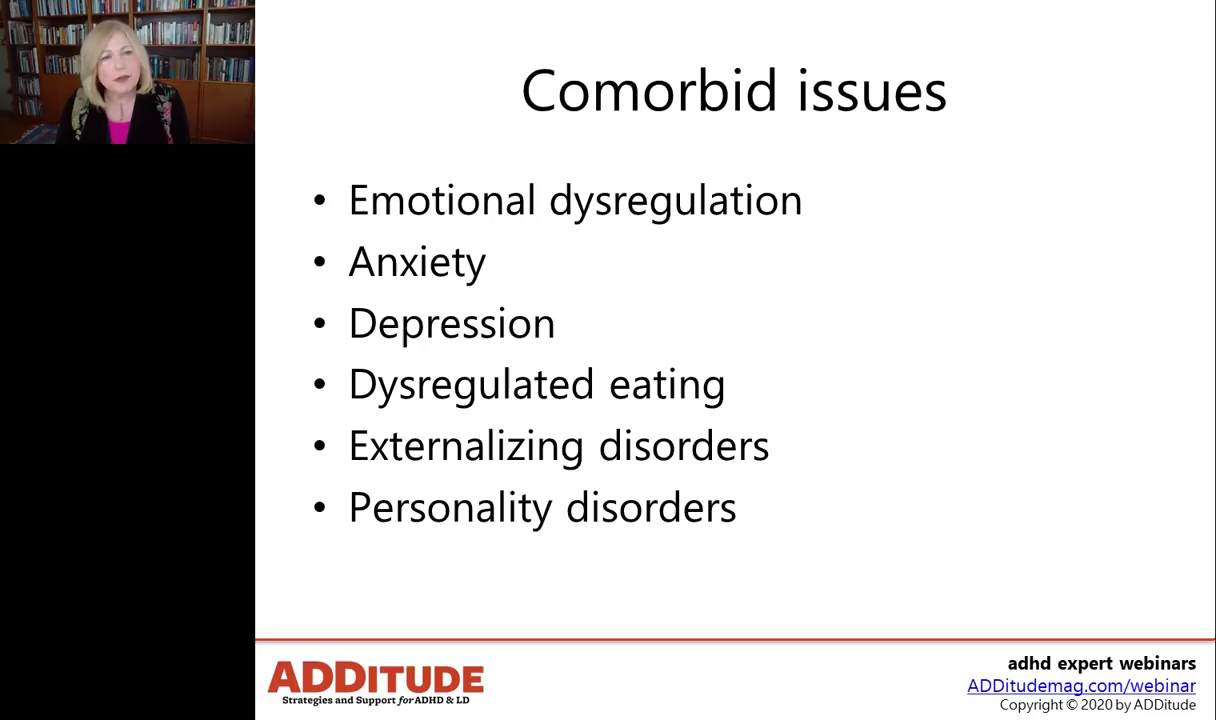 Comorbid issues
• Emotional dysregulation
• Anxiety
• Depression
• Dysregulated eating
• Externalizing disorders
• Personality disorders
ADDITUDE
Strategies and Support for ADHD & LD
adhd expert webinars
ADDitudemag.com/webinar
Copyright © 2020 by ADDitude